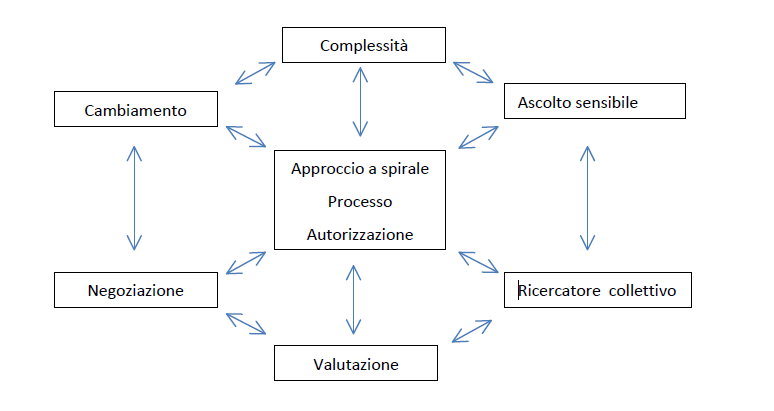 Complessità
Cambiamento
Ascolto sensibile
Approccio a spirale
Processo
Autorizzazione
Negoziazione
Ricercatore collettivo
Valutazione